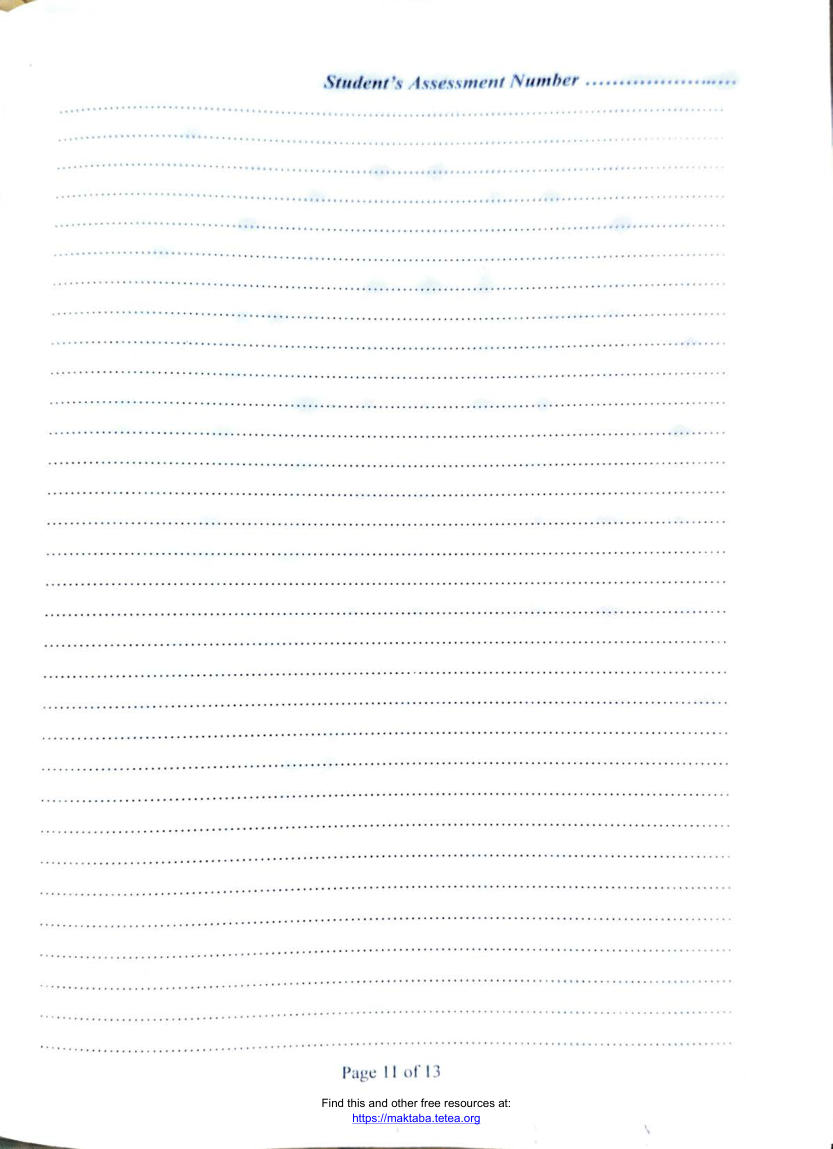 Student's Assessment Number ........................
Page 11 of 13
Find this and other free resources at:
https://maktaba.tetea.org